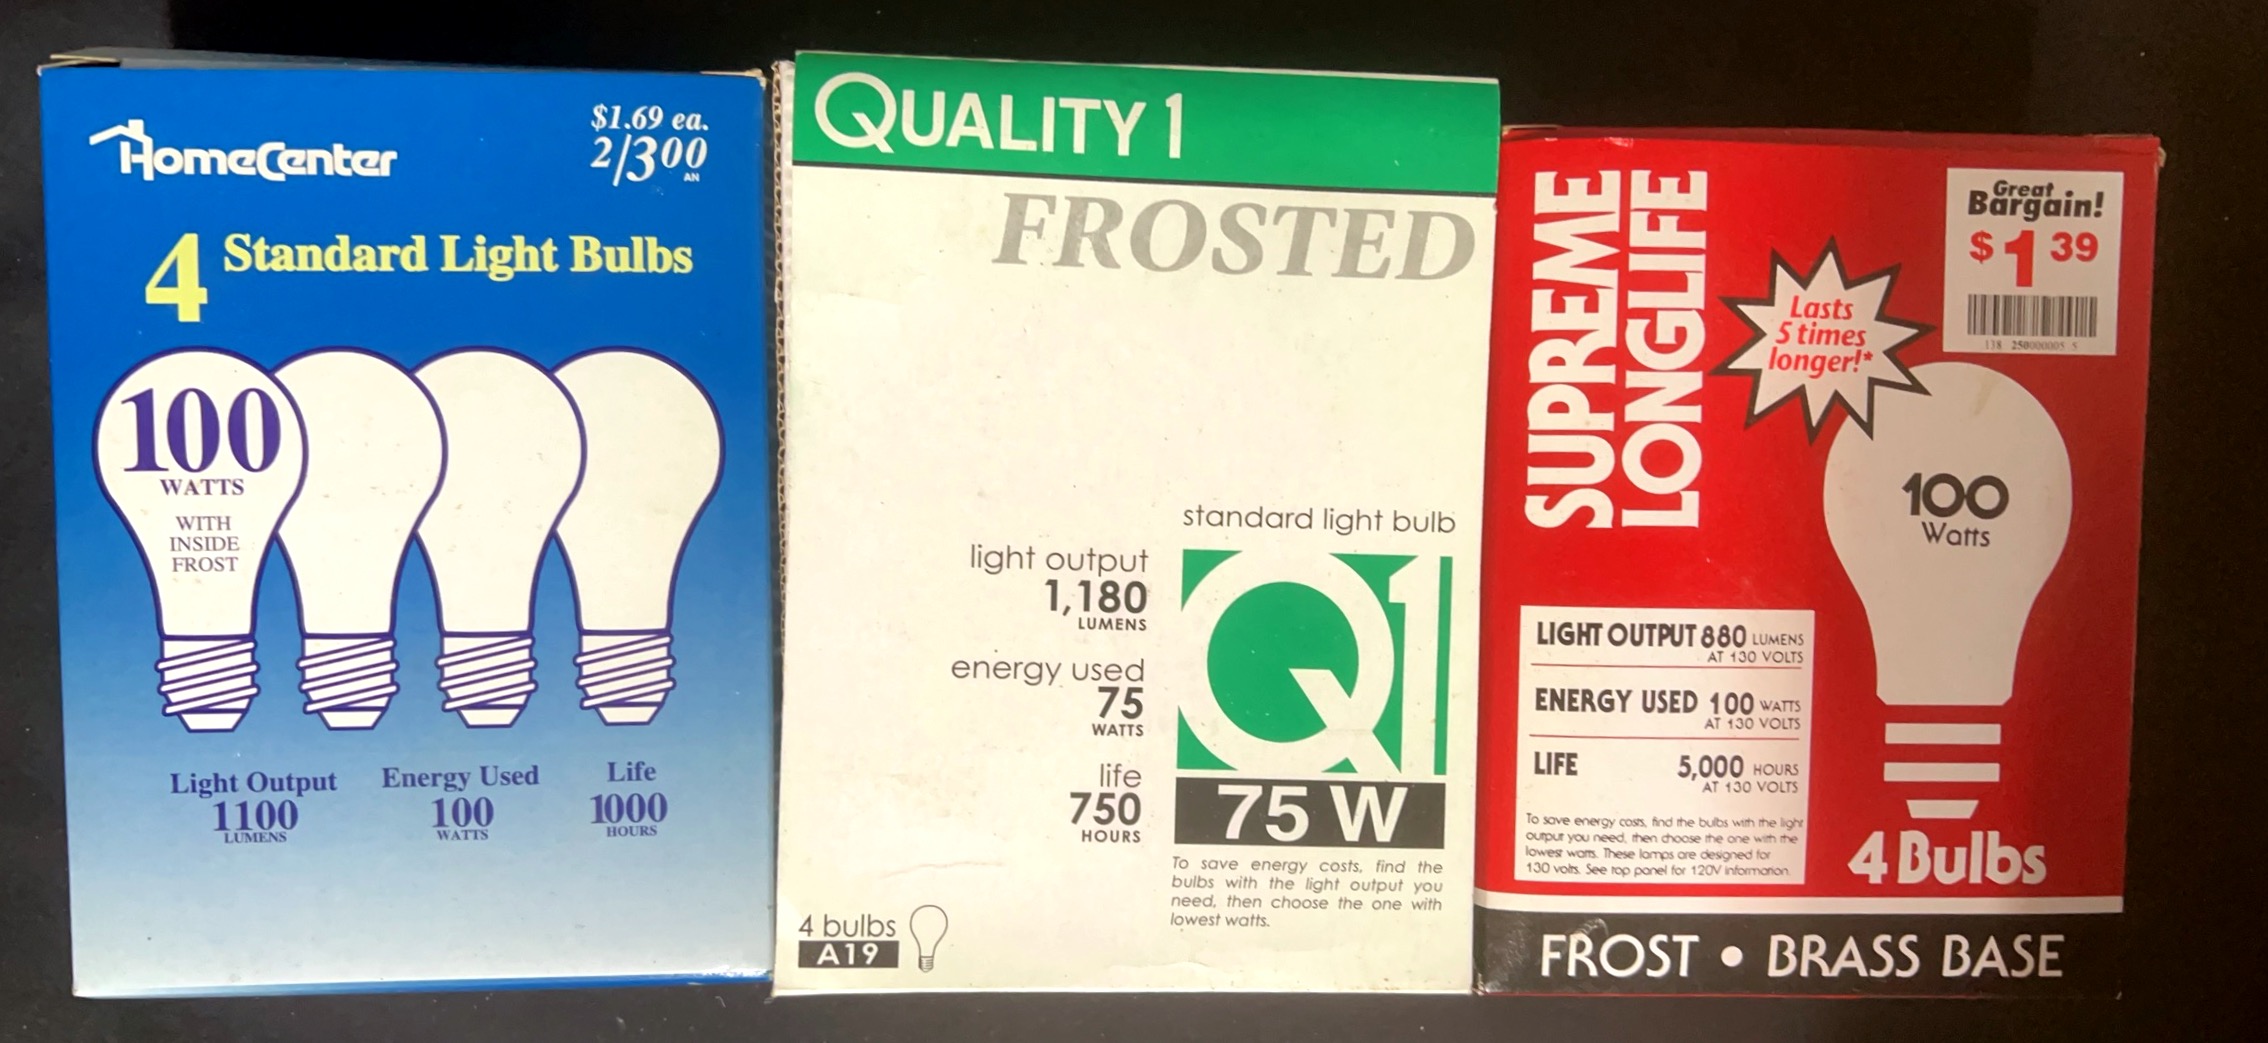 HomeCenter
$1.69 ea.
2/3.00
AN
4 Standard Light Bulbs
100
WATTS
WITH
INSIDE
FROST
Light Output
1100
LUMENS
Energy Used
100
WATTS
Life
1000
HOURS
QUALITY 1
FROSTED
standard light bulb
light output
1,180
LUMENS
energy used
75
WATTS
life
750
HOURS
Q1
75 W
To save energy costs, find the
bulbs with the light output you
need, then choose the one with
lowest watts.
4 bulbs
A19
SUPREME
LONGLIFE
Great
Bargain!
$1 39
138 250000005 5
Lasts
5 times
longer!*
100
Watts
LIGHT OUTPUT 880 LUMENS
AT 130 VOLTS
ENERGY USED 100 WATTS
AT 130 VOLTS
LIFE 5,000 HOURS
AT 130 VOLTS
To save energy costs, find the bulbs with the light
output you need, then choose the one with the
lowest watts. These lamps are designed for
130 volts. See top panel for 120V information.
4 Bulbs
FROST • BRASS BASE